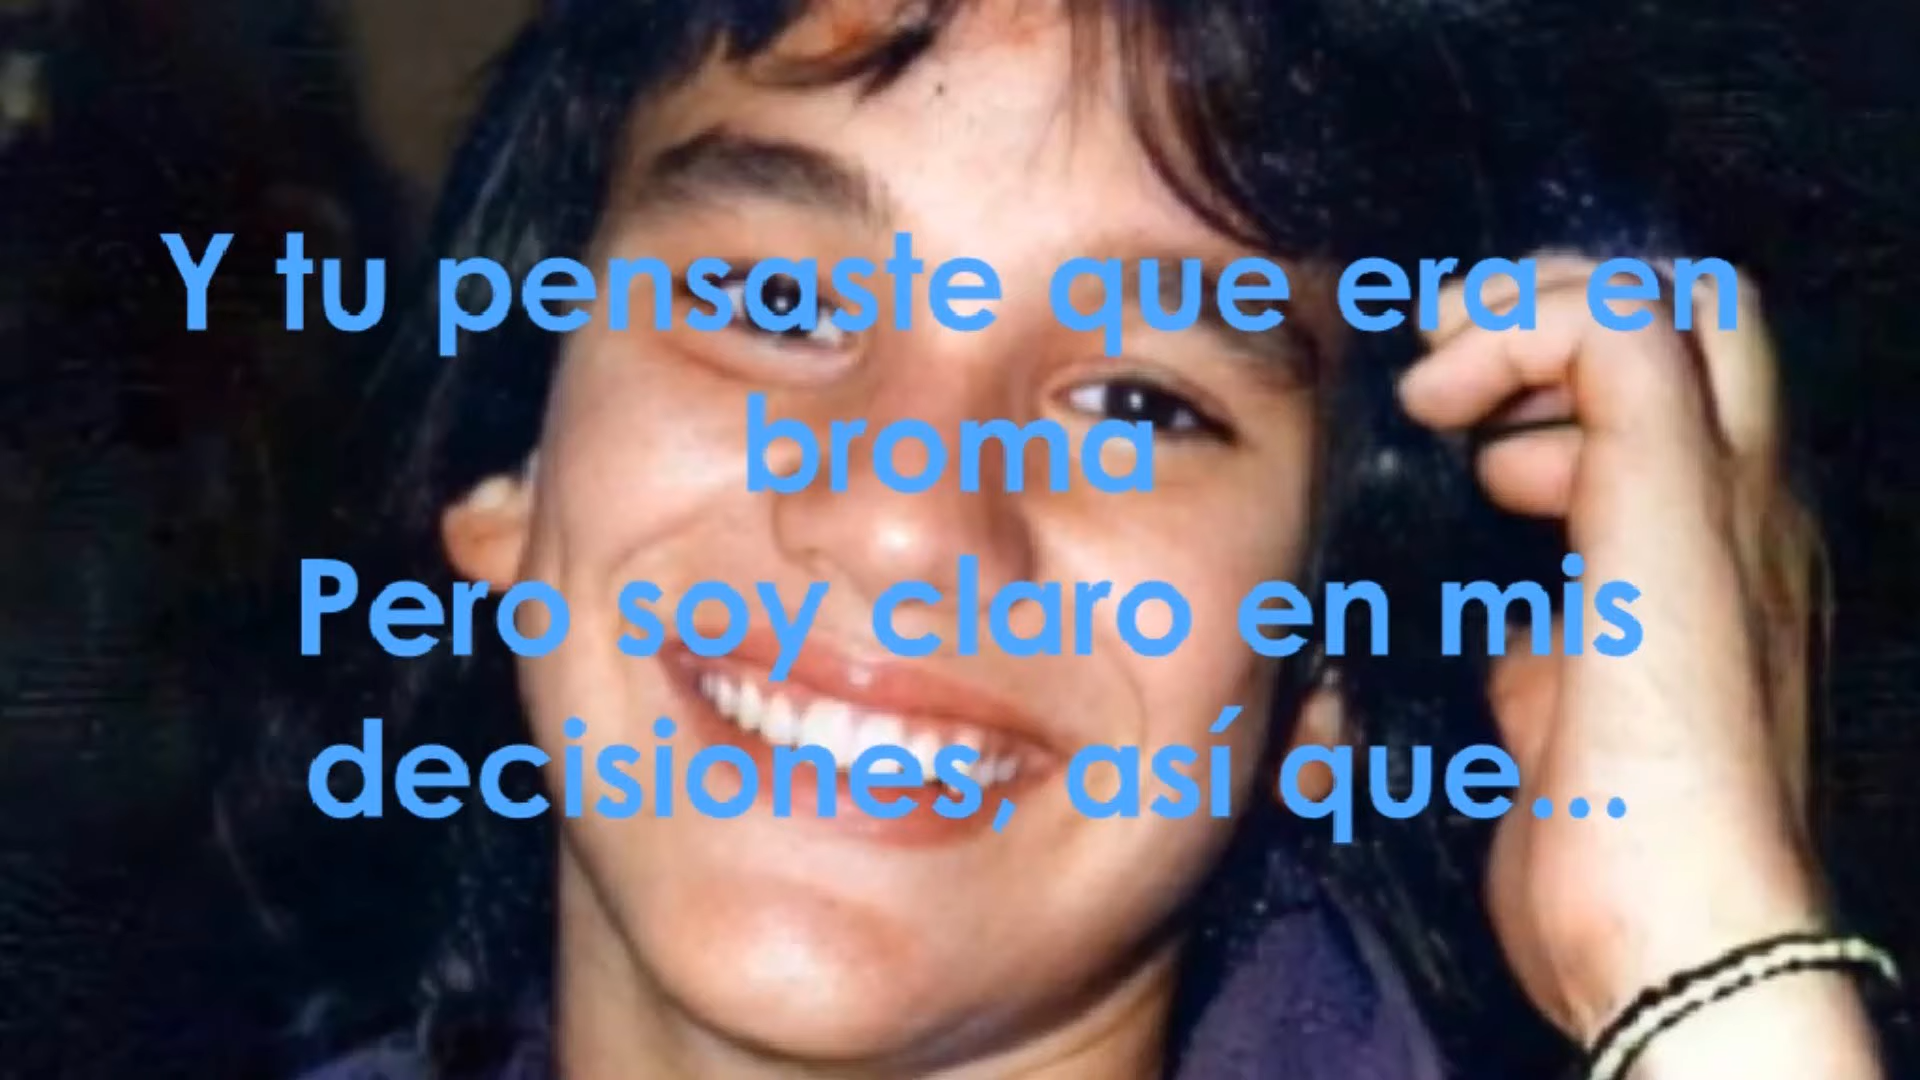 Y tu pensaste que era en
broma
Pero soy claro en mis
decisiones, así que...